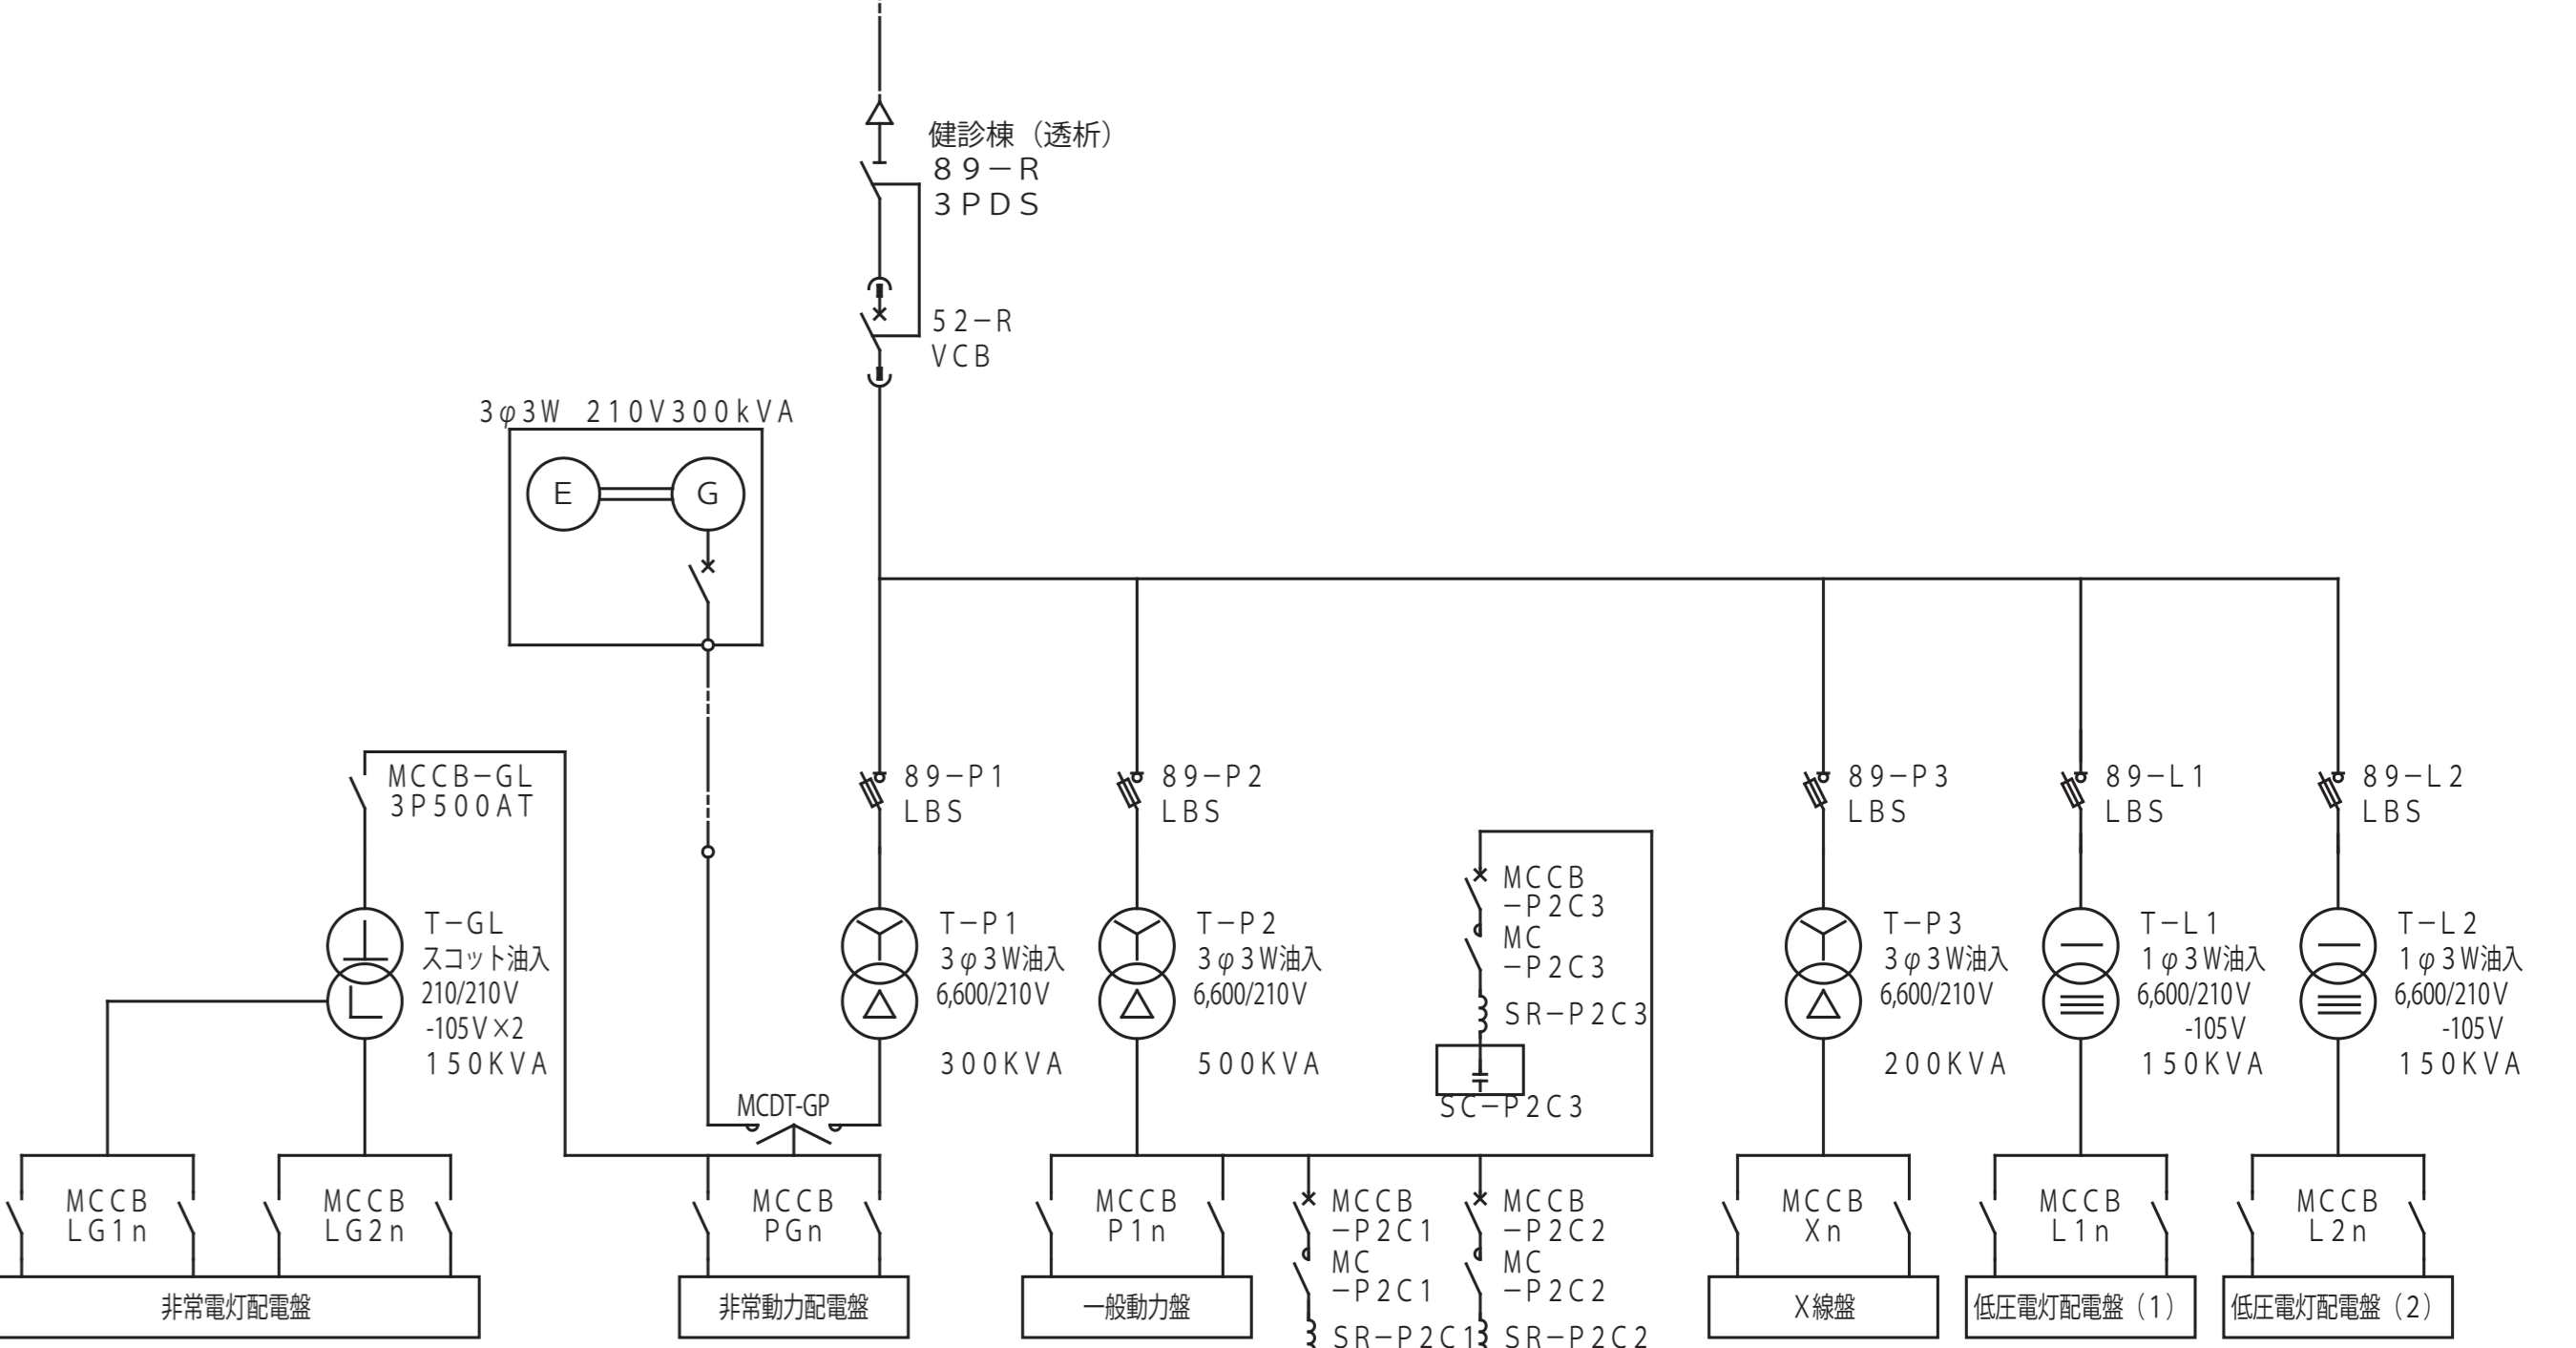 健診棟（透析）
８９－Ｒ
３ＰＤＳ
５２－Ｒ
ＶＣＢ
３φ３Ｗ　２１０Ｖ３００ｋＶＡ
Ｅ
Ｇ
ＭＣＣＢ－ＧＬ
３Ｐ５００ＡＴ
８９－Ｐ１
ＬＢＳ
８９－Ｐ２
ＬＢＳ
８９－Ｐ３
ＬＢＳ
８９－Ｌ１
ＬＢＳ
８９－Ｌ２
ＬＢＳ
ＭＣＣＢ
－Ｐ２Ｃ３
ＭＣ
－Ｐ２Ｃ３
ＳＲ－Ｐ２Ｃ３
ＳＣ－Ｐ２Ｃ３
Ｔ－ＧＬ
スコット油入
210/210Ｖ
-105Ｖ×2
１５０ＫＶＡ
Ｔ－Ｐ１
３φ３Ｗ油入
6,600/210Ｖ
３００ＫＶＡ
Ｔ－Ｐ２
３φ３Ｗ油入
6,600/210Ｖ
５００ＫＶＡ
Ｔ－Ｐ３
３φ３Ｗ油入
6,600/210Ｖ
２００ＫＶＡ
Ｔ－Ｌ１
１φ３Ｗ油入
6,600/210Ｖ
-105Ｖ
１５０ＫＶＡ
Ｔ－Ｌ２
１φ３Ｗ油入
6,600/210Ｖ
-105Ｖ
１５０ＫＶＡ
MCDT-GP
ＭＣＣＢ
ＬＧ１ｎ
ＭＣＣＢ
ＬＧ２ｎ
ＭＣＣＢ
ＰＧｎ
ＭＣＣＢ
Ｐ１ｎ
ＭＣＣＢ
－Ｐ２Ｃ１
ＭＣ
－Ｐ２Ｃ１
ＳＲ－Ｐ２Ｃ１
ＭＣＣＢ
－Ｐ２Ｃ２
ＭＣ
－Ｐ２Ｃ２
ＳＲ－Ｐ２Ｃ２
ＭＣＣＢ
Ｘｎ
ＭＣＣＢ
Ｌ１ｎ
ＭＣＣＢ
Ｌ２ｎ
非常電灯配電盤
非常動力配電盤
一般動力盤
Ｘ線盤
低圧電灯配電盤（１）
低圧電灯配電盤（２）